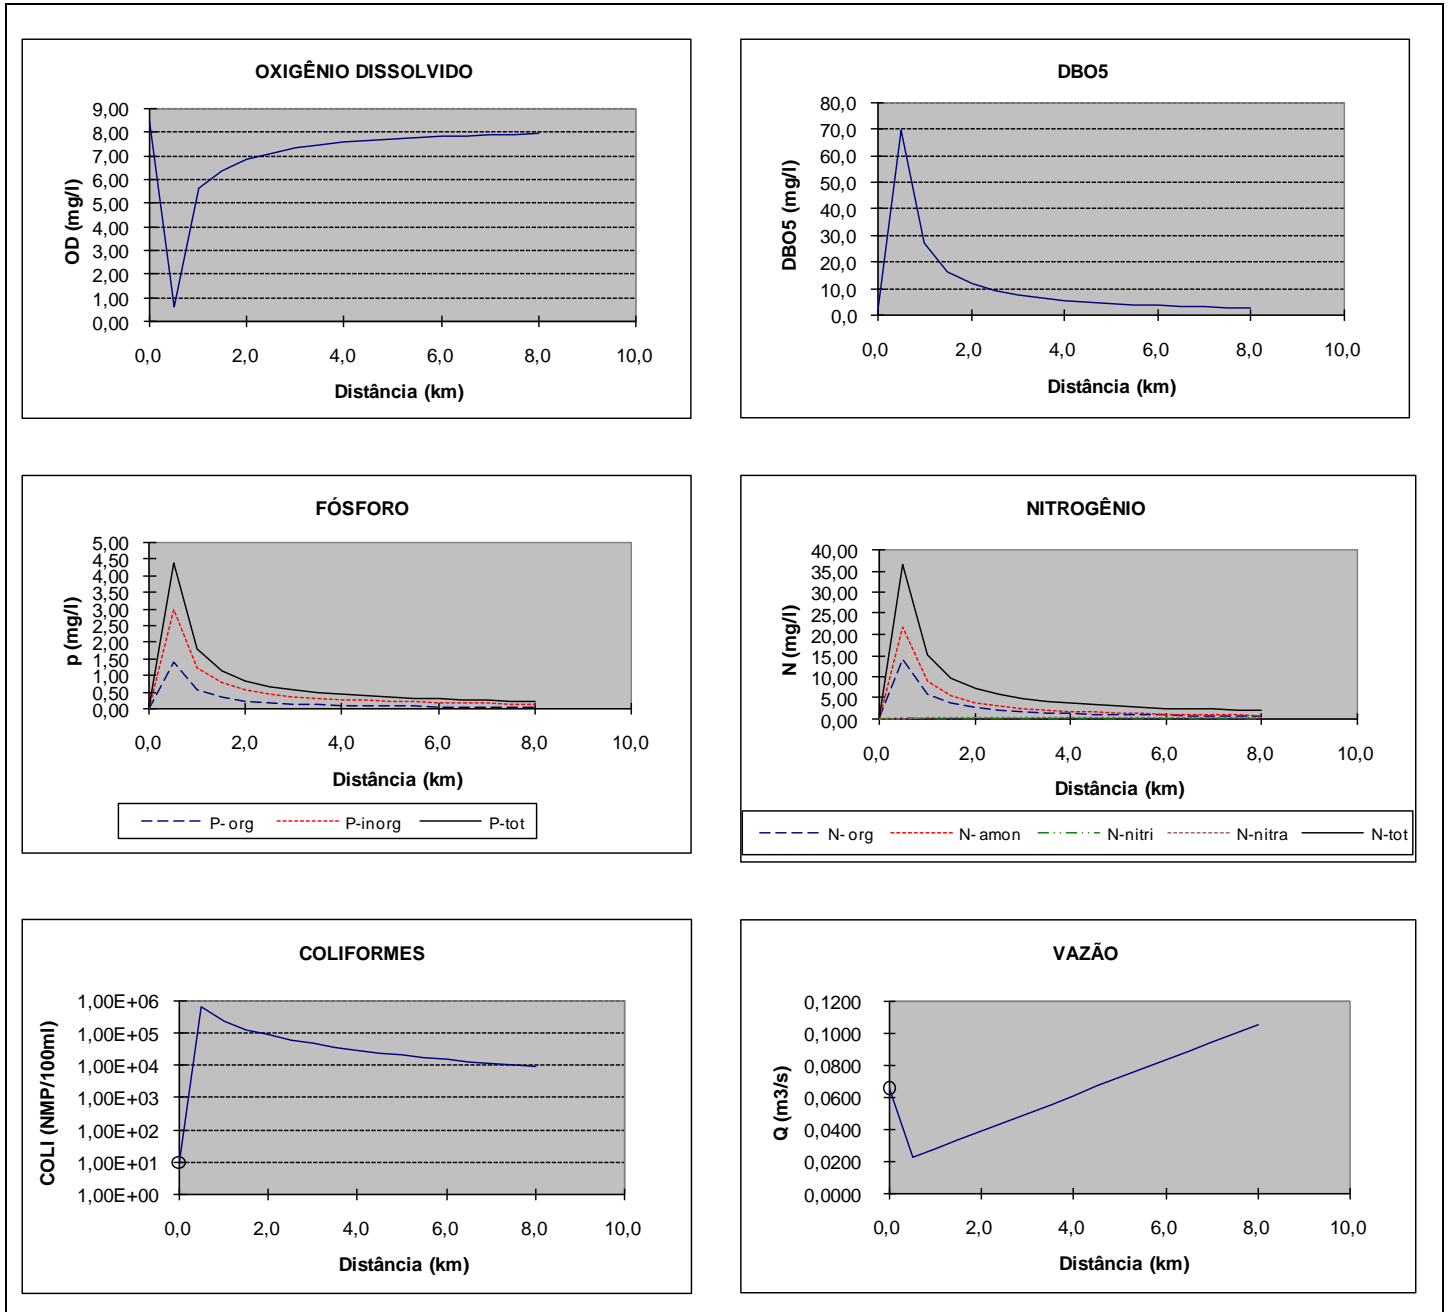 OXIGÊNIO DISSOLVIDO
OD (mg/l)
9,00
8,00
7,00
6,00
5,00
4,00
3,00
2,00
1,00
0,00
0,0 2,0 4,0 6,0 8,0 10,0
Distância (km)
DBO5
DBO5 (mg/l)
80,0
70,0
60,0
50,0
40,0
30,0
20,0
10,0
0,0
0,0 2,0 4,0 6,0 8,0 10,0
Distância (km)
FÓSFORO
p (mg/l)
5,00
4,50
4,00
3,50
3,00
2,50
2,00
1,50
1,00
0,50
0,00
0,0 2,0 4,0 6,0 8,0 10,0
Distância (km)
P-org P-inorg P-tot
NITROGÊNIO
N (mg/l)
40,00
35,00
30,00
25,00
20,00
15,00
10,00
5,00
0,00
0,0 2,0 4,0 6,0 8,0 10,0
Distância (km)
N-org N-amon N-nitri N-nitra N-tot
COLIFORMES
COLI (NMP/100ml)
1,00E+06
1,00E+05
1,00E+04
1,00E+03
1,00E+02
1,00E+01
1,00E+00
0,0 2,0 4,0 6,0 8,0 10,0
Distância (km)
VAZÃO
Q (m3/s)
0,1200
0,1000
0,0800
0,0600
0,0400
0,0200
0,0000
0,0 2,0 4,0 6,0 8,0 10,0
Distância (km)